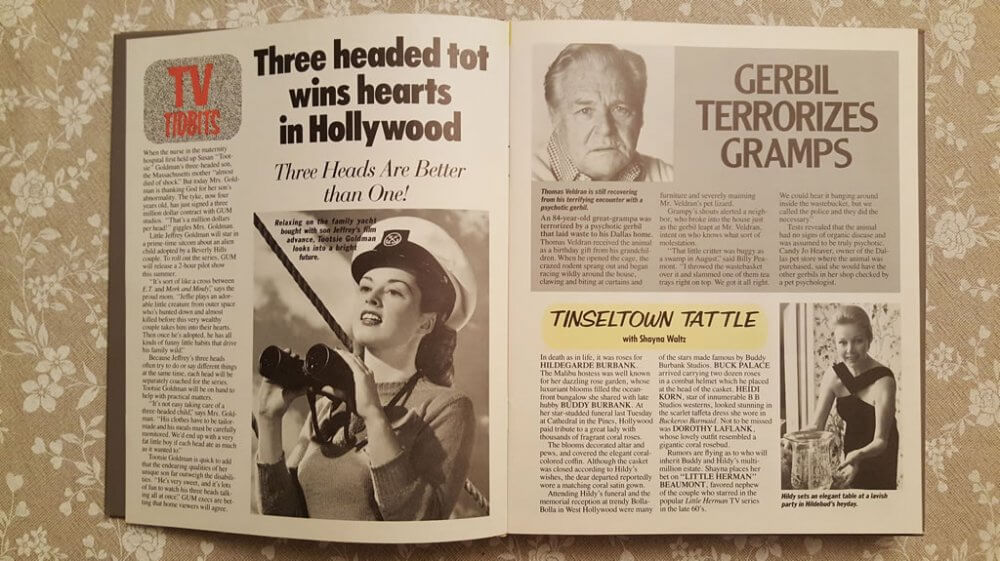 TV
TIDBITS
Three headed tot
wins hearts
in Hollywood
Three Heads Are Better
than One!
When the nurse in the maternity
hospital first held up Susan "Toot-
sie" Goldman's three-headed son,
the Massachusetts mother "almost
died of shock." But today Mrs. Gold-
man is thanking God for her son's
abnormality. The tyke, now four
years old, has just signed a three
million dollar contract with GUM
studios. "That's a million dollars
per head!" giggles Mrs. Goldman.
Little Jeffrey Goldman will star in
a prime-time sitcom about an alien
child adopted by a Beverly Hills
couple. To roll out the series, GUM
will release a 2-hour pilot show
this summer.
"It's sort of like a cross between
E.T. and Mork and Mindy," says the
proud mom. "Jeffie plays an ador-
able little creature from outer space
who's hunted down and almost
killed before this very wealthy
couple takes him into their hearts.
Then once he's adopted, he has all
kinds of funny little habits that drive
his family wild."
Because Jeffrey's three heads
often try to do or say different things
at the same time, each head will be
separately coached for the series.
Tootsie Goldman will be on hand to
help with practical matters.
"It's not easy taking care of a
three-headed child," says Mrs. Gold-
man. "His clothes have to be tailor-
made and his meals must be carefully
monitored. We'd end up with a very
fat little boy if each head ate as much
as it wanted to."
Tootsie Goldman is quick to add
that the endearing qualities of her
unique son far outweigh the disabili-
ties. "He's very sweet, and it's lots
of fun to watch his three heads talk-
ing all at once." GUM execs are bet-
ting that home viewers will agree.
Relaxing on the family yacht
bought with son Jeffrey's film
advance, Tootsie Goldman
looks into a bright
future.
GERBIL
TERRORIZES
GRAMPS
Thomas Veldran is still recovering
from his terrifying encounter with a
psychotic gerbil.
An 84-year-old great-grampa was
terrorized by a psychotic gerbil
that laid waste to his Dallas home.
Thomas Veldran received the animal
as a birthday gift from his grandchil-
dren. When he opened the cage, the
crazed rodent sprang out and began
racing wildly around the house,
clawing and biting at curtains and
furniture and severely maiming
Mr. Veldran's pet lizard.
Grampy's shouts alerted a neigh-
bor, who broke into the house just
as the gerbil leapt at Mr. Veldran,
intent on who knows what sort of
molestation.
"That little critter was buggy as
a swamp in August," said Billy Pea-
mont. "I throwed the wastebasket
over it and slammed one of them tea
trays right on top. We got it all right.
We could hear it banging around
inside the wastebucket, but we
called the police and they did the
necessary."
Tests revealed that the animal
had no signs of organic disease and
was assumed to be truly psychotic.
Candy Jo Heaver, owner of the Dal-
las pet store where the animal was
purchased, said she would have the
other gerbils in her shop checked by
a pet psychologist.
TINSELTOWN TATTLE
with Shayna Waltz
In death as in life, it was roses for
HILDEGARDE BURBANK.
The Malibu hostess was well known
for her dazzling rose garden, whose
luxuriant blooms filled the ocean-
front bungalow she shared with late
hubby BUDDY BURBANK. At
her star-studded funeral last Tuesday
at Cathedral in the Pines, Hollywood
paid tribute to a great lady with
thousands of fragrant coral roses.
The blooms decorated altar and
pews, and covered the elegant coral-
colored coffin. Although the casket
was closed according to Hildy's
wishes, the dear departed reportedly
wore a matching coral satin gown.
Attending Hildy's funeral and the
memorial reception at trendy Bolla-
Bolla in West Hollywood were many
of the stars made famous by Buddy
Burbank Studios. BUCK PALACE
arrived carrying two dozen roses
in a combat helmet which he placed
at the head of the casket. HEIDI
KORN, star of innumerable B B
Studios westerns, looked stunning in
the scarlet taffeta dress she wore in
Buckeroo Barmaid. Not to be missed
was DOROTHY LAFLANK,
whose lovely outfit resembled a
gigantic coral rosebud.
Rumors are flying as to who will
inherit Buddy and Hildy's multi-
million estate. Shayna places her
bet on "LITTLE HERMAN"
BEAUMONT, favored nephew
of the couple who starred in the
popular Little Herman TV series
in the late 60's.
Hildy sets an elegant table at a lavish
party in Hildebud's heyday.